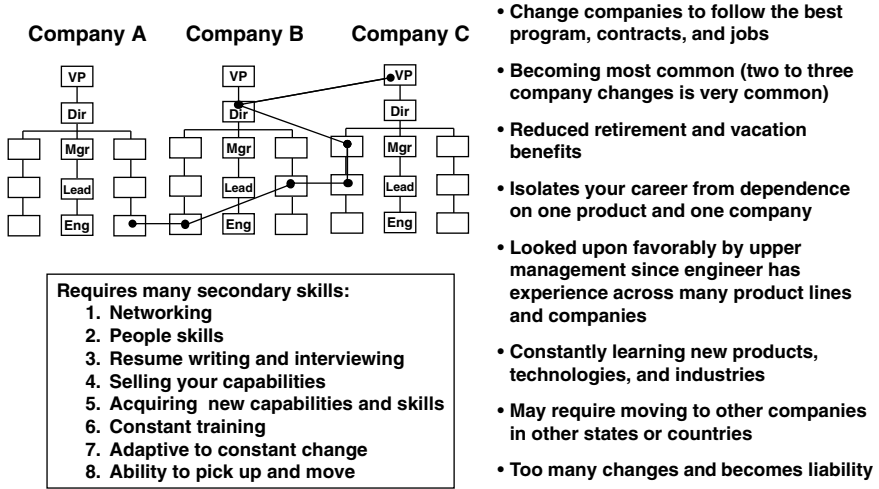 Company A
Company B
Company C
VP
Dir
Mgr
Lead
Eng
VP
Dir
Mgr
Lead
Eng
VP
Dir
Mgr
Lead
Eng
Requires many secondary skills:
1. Networking
2. People skills
3. Resume writing and interviewing
4. Selling your capabilities
5. Acquiring new capabilities and skills
6. Constant training
7. Adaptive to constant change
8. Ability to pick up and move
• Change companies to follow the best
program, contracts, and jobs
• Becoming most common (two to three
company changes is very common)
• Reduced retirement and vacation
benefits
• Isolates your career from dependence
on one product and one company
• Looked upon favorably by upper
management since engineer has
experience across many product lines
and companies
• Constantly learning new products,
technologies, and industries
• May require moving to other companies
in other states or countries
• Too many changes and becomes liability